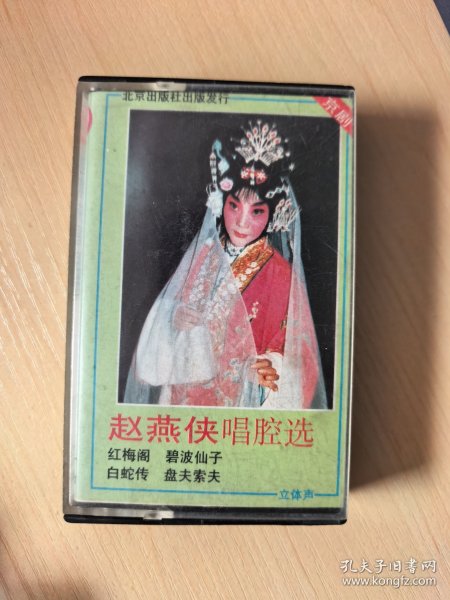 北京出版社出版发行
京剧
赵燕侠唱腔选
红梅阁 碧波仙子
白蛇传 盘夫索夫
立体声
孔夫子旧书网
www.kongfz.com